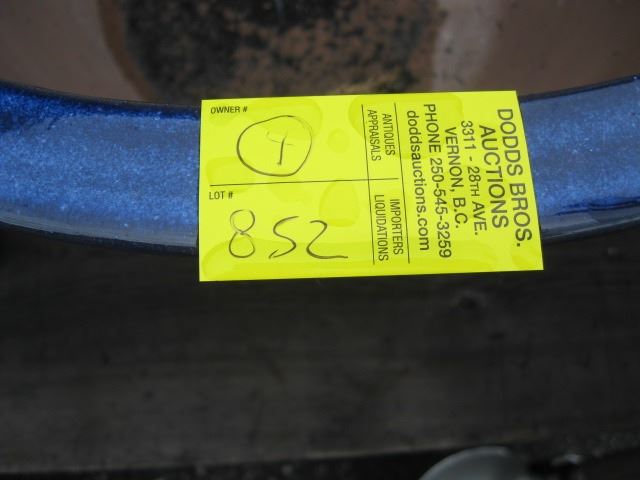 DODDS BROS.
AUCTIONS
3311 - 28TH AVE.
VERNON, B.C.
PHONE 250-545-3259
doddsauctions.com
ANTIQUES
APPRAISALS
IMPORTERS
LIQUIDATIONS
OWNER #
4
LOT #
852